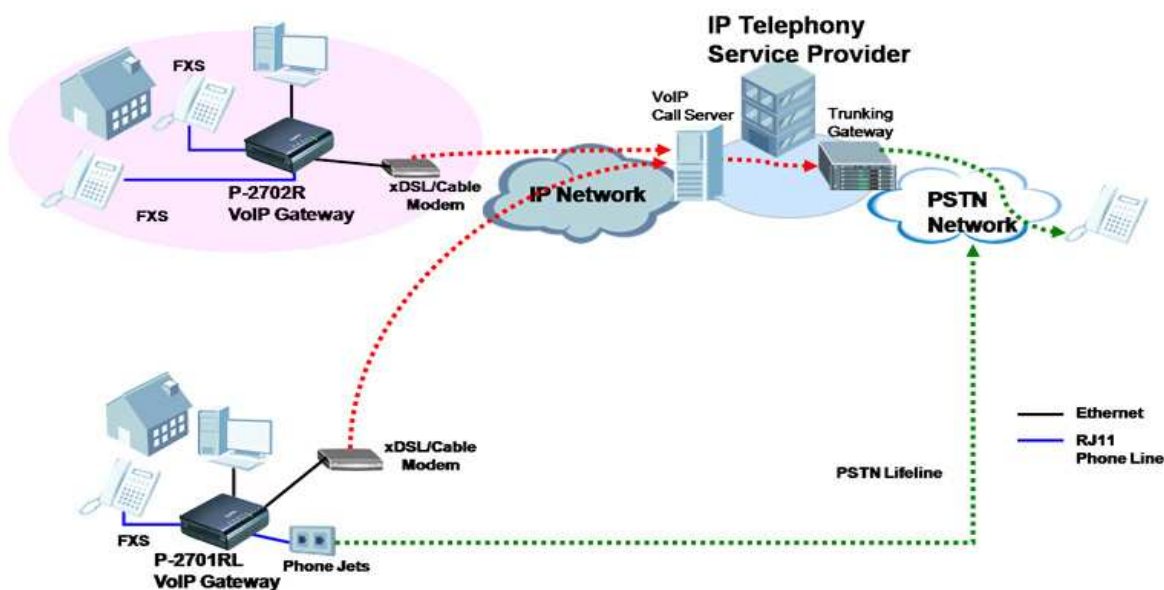 IP Telephony
Service Provider
FXS
VoIP
Call Server
Trunking
Gateway
P-2702R
VoIP Gateway
xDSL/Cable
Modem
FXS
IP Network
PSTN
Network
xDSL/Cable
Modem
Ethernet
RJ11
Phone Line
PSTN Lifeline
FXS
P-2701RL
VoIP Gateway
Phone Jets